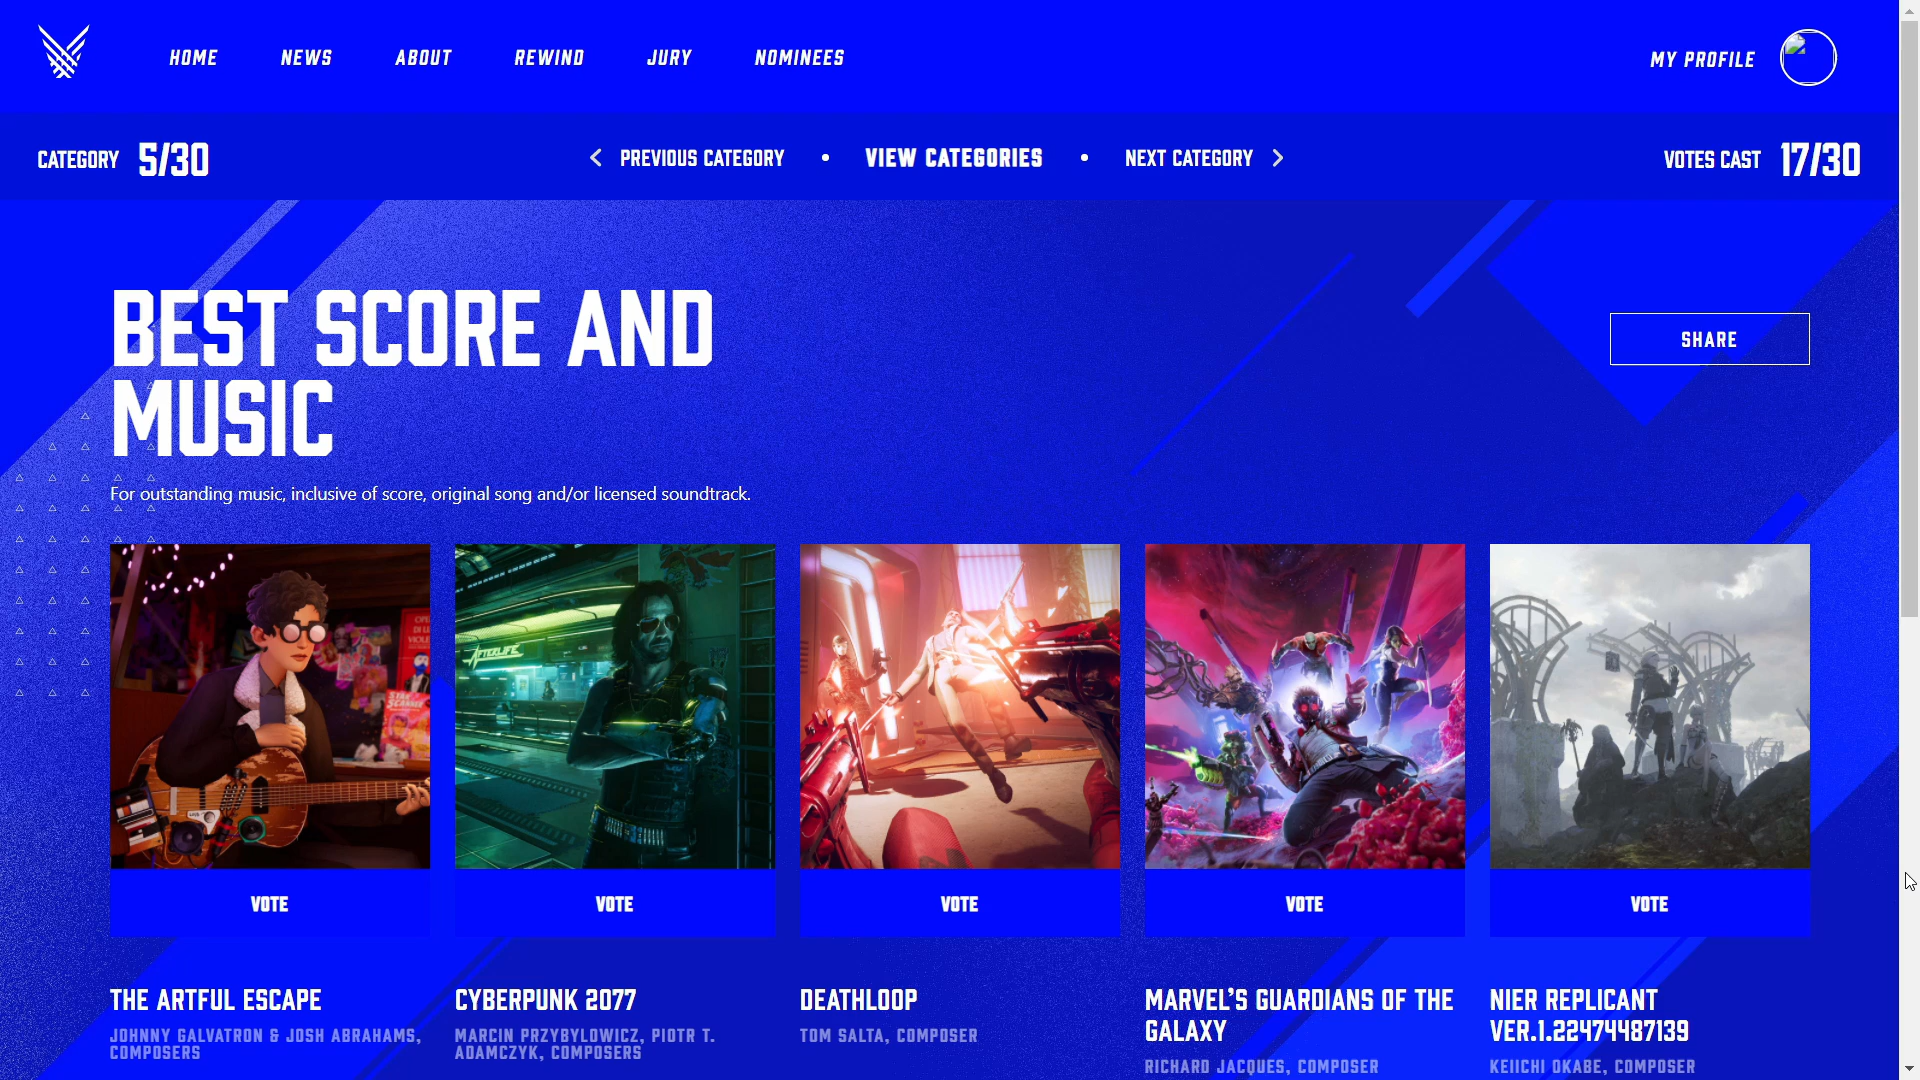 HOME NEWS ABOUT REWIND JURY NOMINEES MY PROFILE
CATEGORY 5/30 PREVIOUS CATEGORY • VIEW CATEGORIES • NEXT CATEGORY VOTES CAST 17/30
BEST SCORE AND
MUSIC
SHARE
For outstanding music, inclusive of score, original song and/or licensed soundtrack.
AFTERLIFE
VOTE VOTE VOTE VOTE VOTE
THE ARTFUL ESCAPE
JOHNNY GALVATRON & JOSH ABRAHAMS,
COMPOSERS
CYBERPUNK 2077
MARCIN PRZYBYLOWICZ, PIOTR T.
ADAMCZYK, COMPOSERS
DEATHLOOP
TOM SALTA, COMPOSER
MARVEL'S GUARDIANS OF THE
GALAXY
RICHARD JACQUES, COMPOSER
NIER REPLICANT
VER.1.22474487139
KEIICHI OKABE, COMPOSER